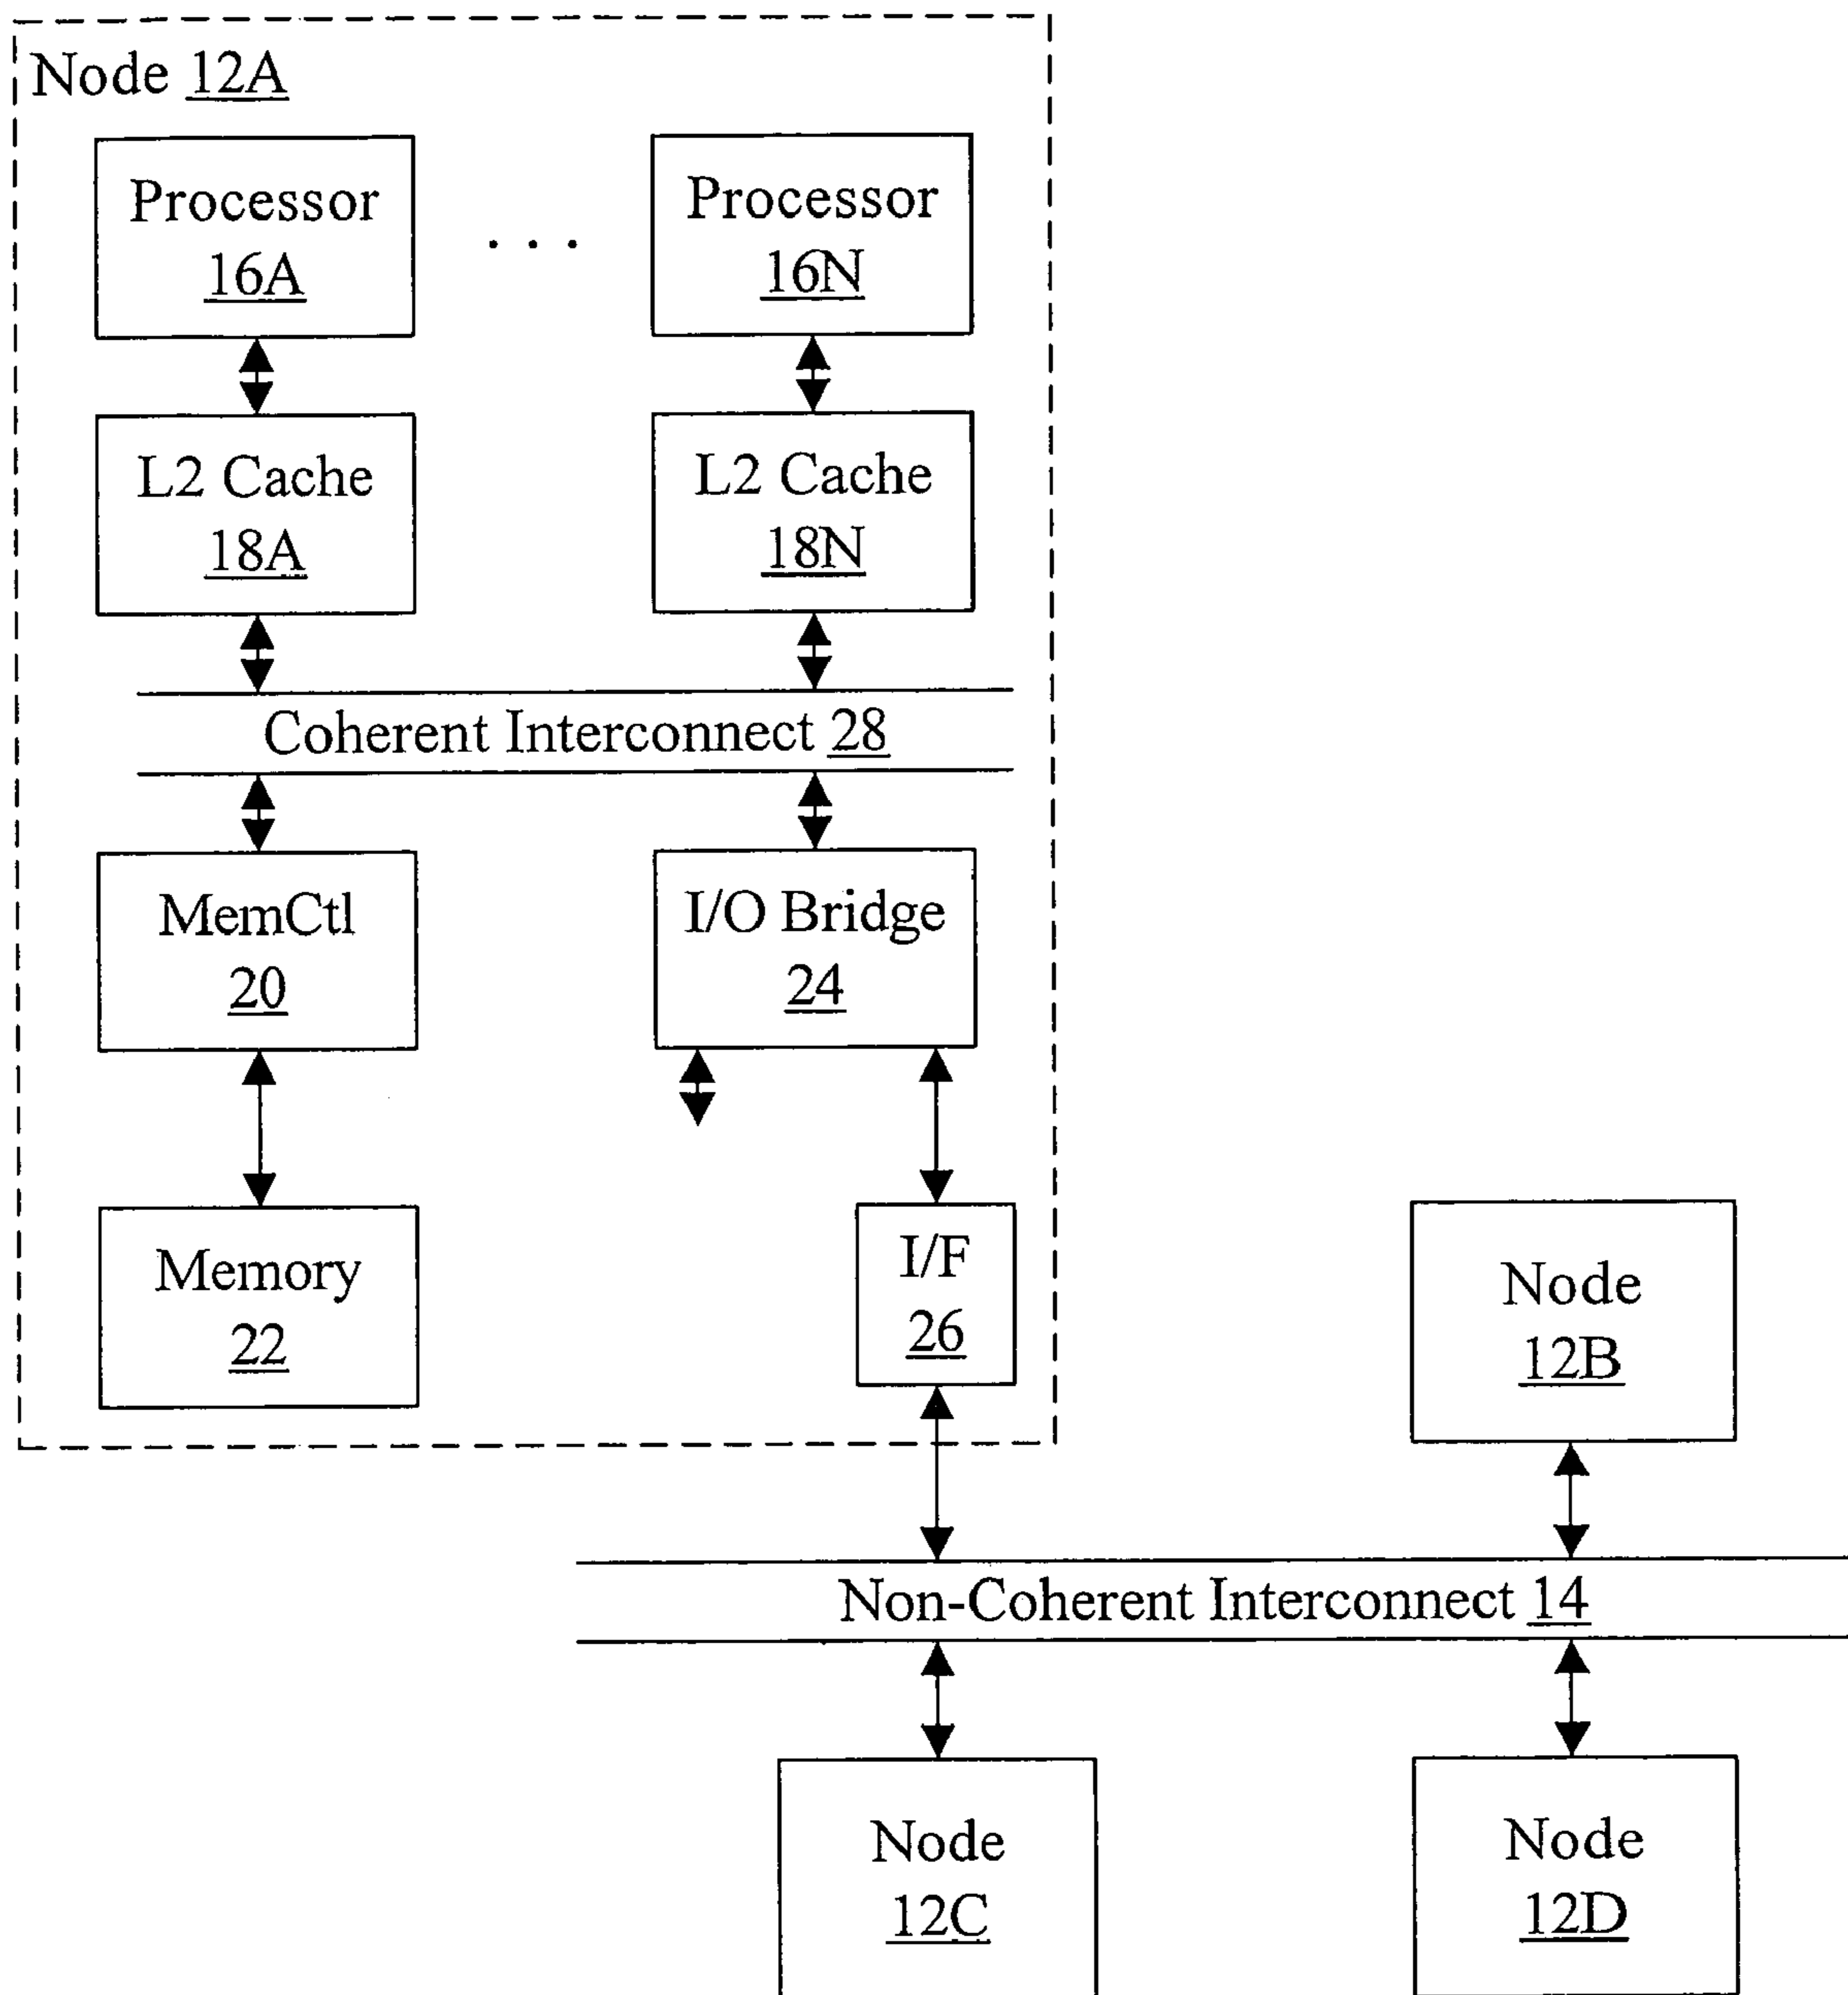 Node 12A
Processor
16A
. . .
Processor
16N
L2 Cache
18A
L2 Cache
18N
Coherent Interconnect 28
MemCtl
20
I/O Bridge
24
Memory
22
I/F
26
Node
12B
Non-Coherent Interconnect 14
Node
12C
Node
12D